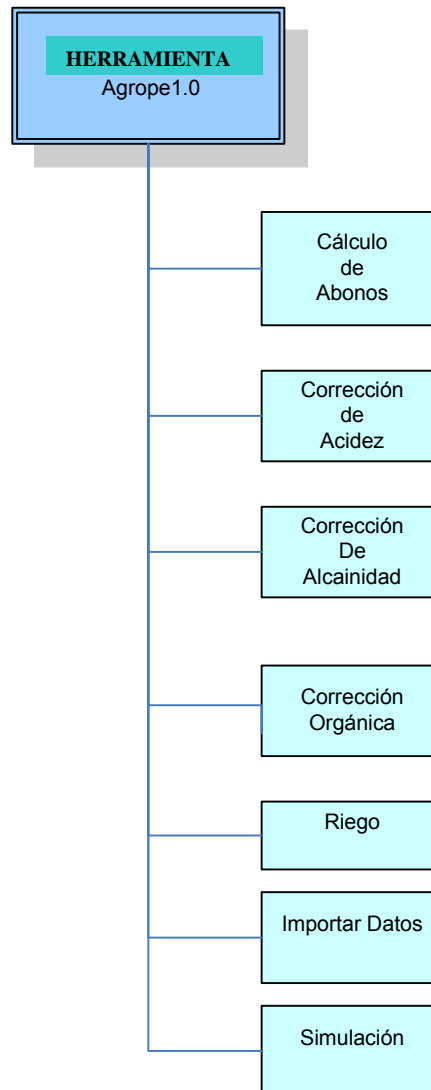 HERRAMIENTA
Agrope1.0
Cálculo
de
Abonos
Corrección
de
Acidez
Corrección
De
Alcainidad
Corrección
Orgánica
Riego
Importar Datos
Simulación